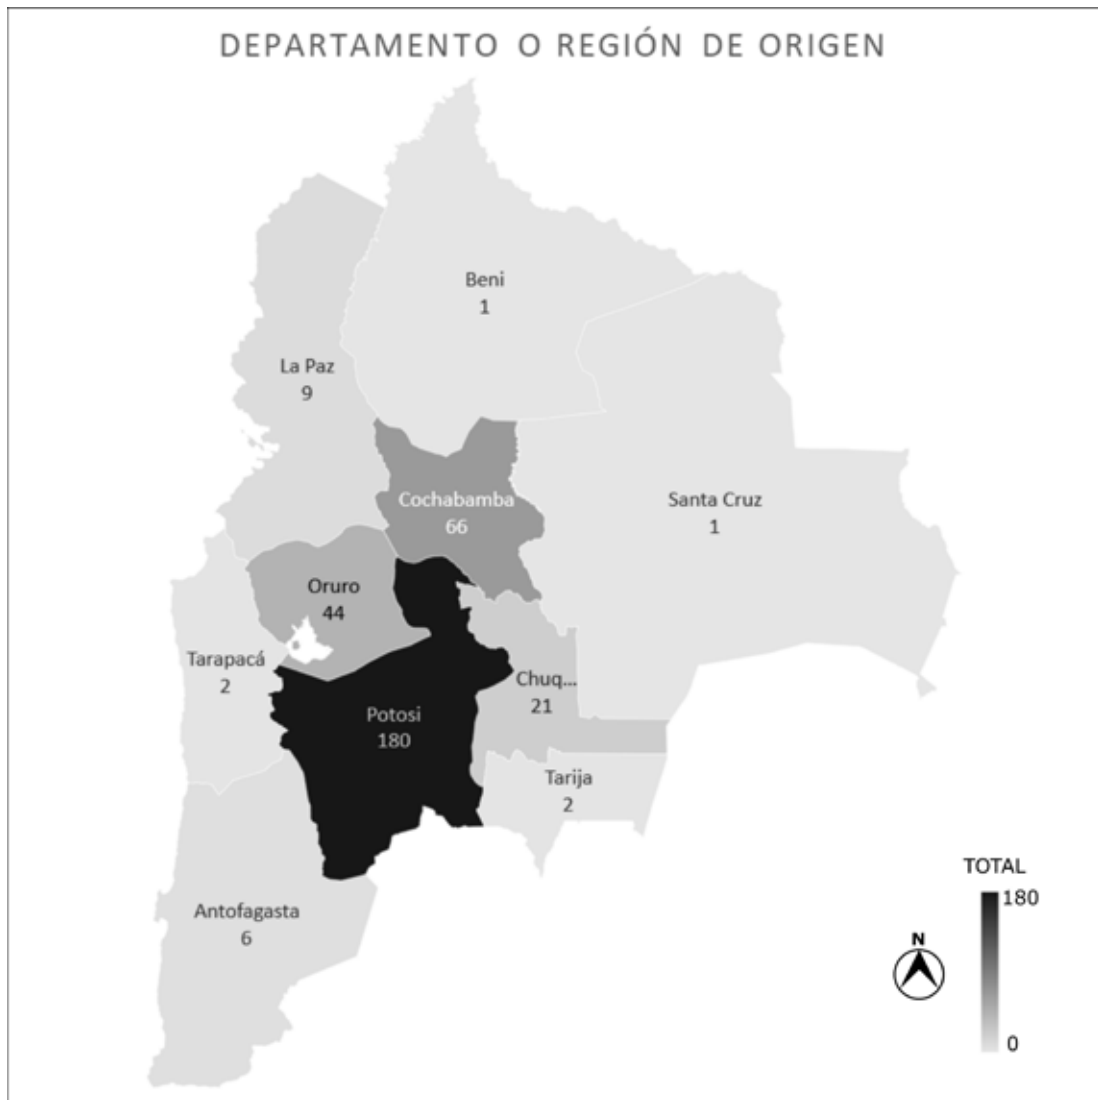 DEPARTAMENTO O REGIÓN DE ORIGEN
Beni
1
La Paz
9
Cochabamba
66
Santa Cruz
1
Oruro
44
Tarapacá
2
Chuq...
21
Potosi
180
Tarija
2
Antofagasta
6
TOTAL
180
0
N